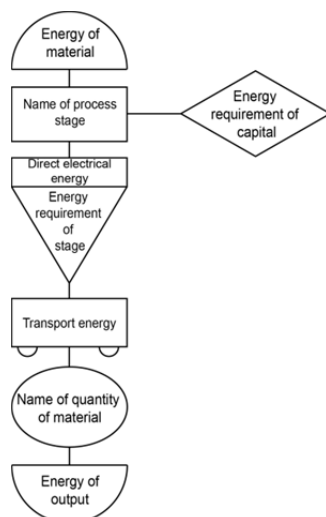 Energy of
material
Name of process
stage
Energy
requirement of
capital
Direct electrical
energy
Energy
requirement
of
stage
Transport energy
Name of quantity
of material
Energy of
output